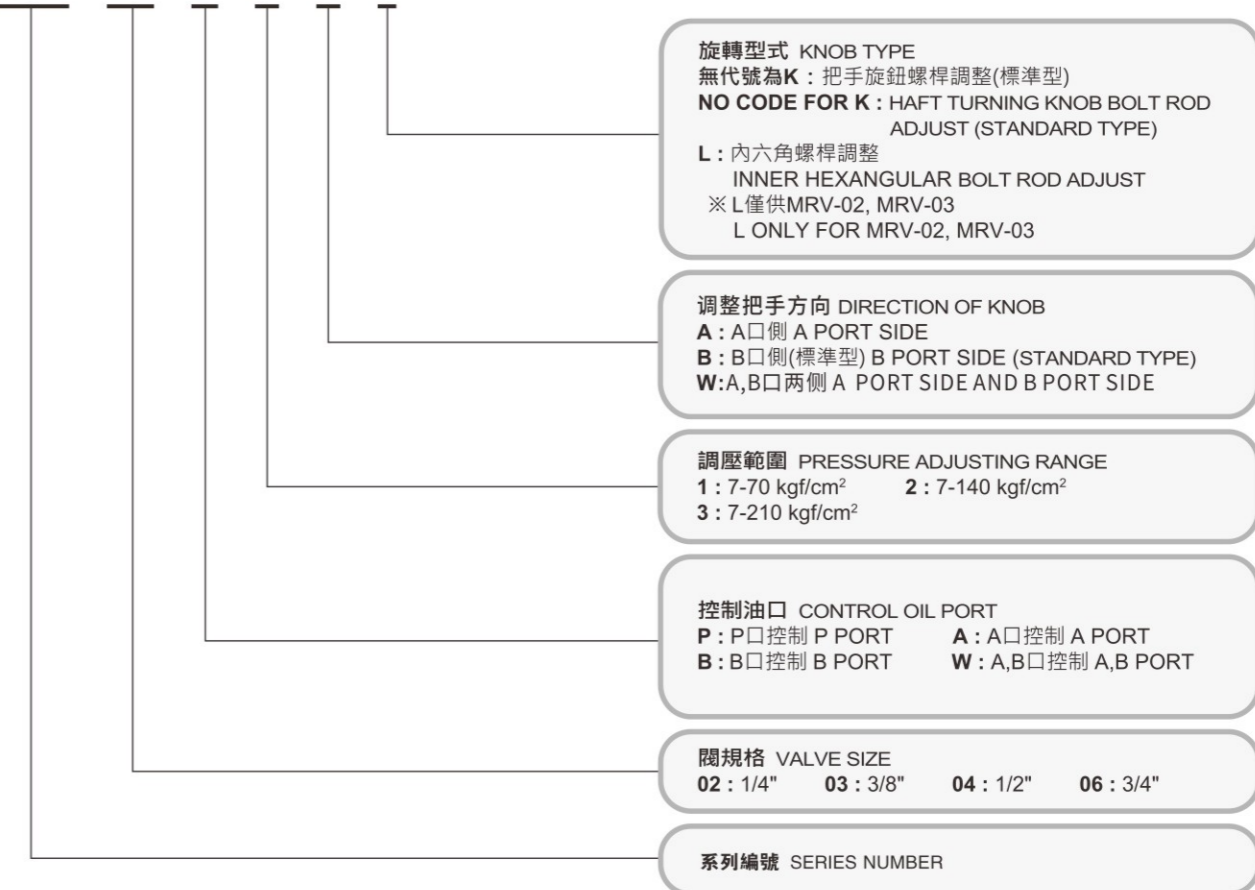 旋轉型式 KNOB TYPE
無代號為K : 把手旋鈕螺桿調整(標準型)
NO CODE FOR K : HAFT TURNING KNOB BOLT ROD
ADJUST (STANDARD TYPE)
L : 內六角螺桿調整
INNER HEXANGULAR BOLT ROD ADJUST
※ L僅供MRV-02, MRV-03
L ONLY FOR MRV-02, MRV-03
调整把手方向 DIRECTION OF KNOB
A : A口側 A PORT SIDE
B : B口側(標準型) B PORT SIDE (STANDARD TYPE)
W:A,B口两侧 A PORT SIDE AND B PORT SIDE
調壓範圍 PRESSURE ADJUSTING RANGE
1 : 7-70 kgf/cm² 2 : 7-140 kgf/cm²
3 : 7-210 kgf/cm²
控制油口 CONTROL OIL PORT
P : P口控制 P PORT A : A口控制 A PORT
B : B口控制 B PORT W : A,B口控制 A,B PORT
閥規格 VALVE SIZE
02 : 1/4" 03 : 3/8" 04 : 1/2" 06 : 3/4"
系列編號 SERIES NUMBER